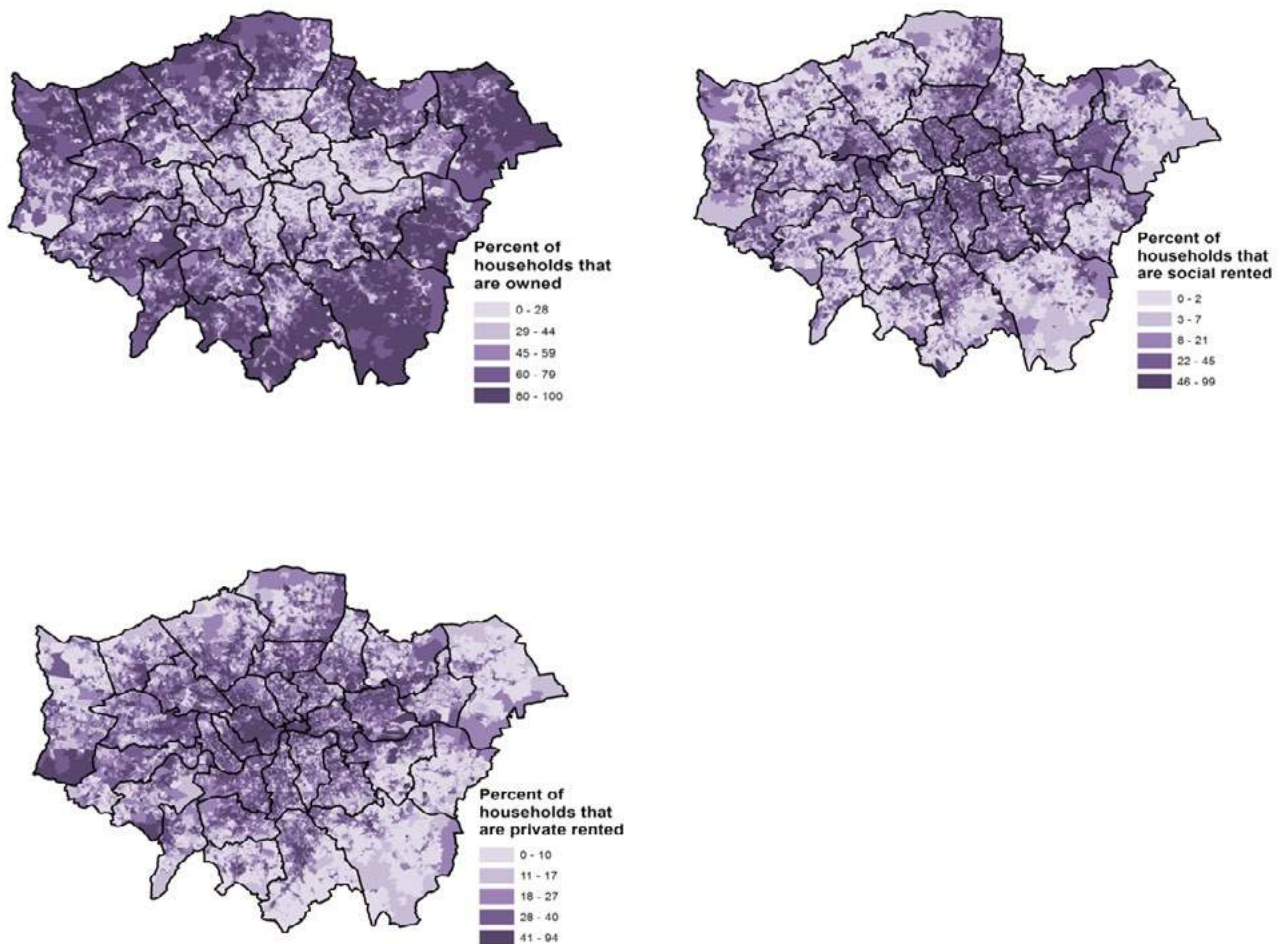 Percent of
households that
are owned
0 - 28
29 - 44
45 - 59
60 - 79
80 - 100
Percent of
households that
are social rented
0 - 2
3 - 7
8 - 21
22 - 45
46 - 99
Percent of
households that
are private rented
0 - 10
11 - 17
18 - 27
28 - 40
41 - 94